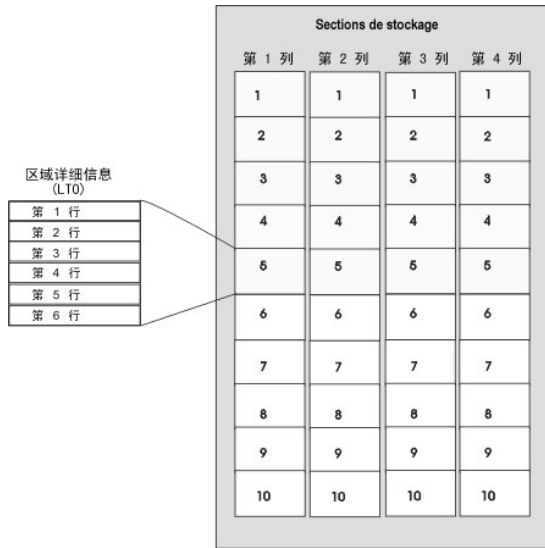 Sections de stockage
第 1 列 第 2 列 第 3 列 第 4 列
1 1 1 1
2 2 2 2
3 3 3 3
4 4 4 4
5 5 5 5
6 6 6 6
7 7 7 7
8 8 8 8
9 9 9 9
10 10 10 10
区域详细信息
(LTO)
第 1 行
第 2 行
第 3 行
第 4 行
第 5 行
第 6 行